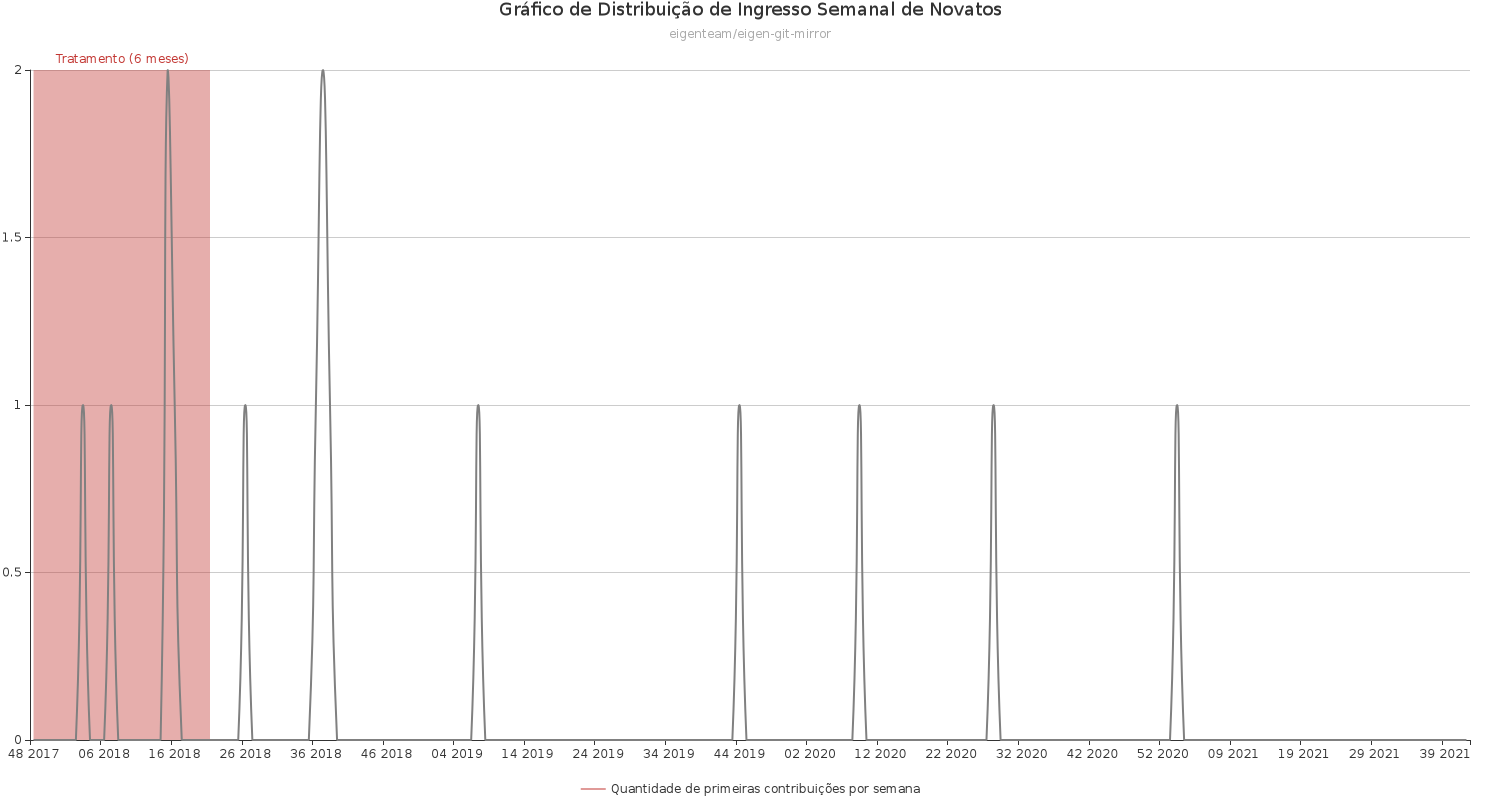 Gráfico de Distribuição de Ingresso Semanal de Novatos
eigenteam/eigen-git-mirror
Tratamento (6 meses)
2
1.5
1
0.5
0
48 2017 06 2018 16 2018 26 2018 36 2018 46 2018 04 2019 14 2019 24 2019 34 2019 44 2019 02 2020 12 2020 22 2020 32 2020 42 2020 52 2020 09 2021 19 2021 29 2021 39 2021
Quantidade de primeiras contribuições por semana